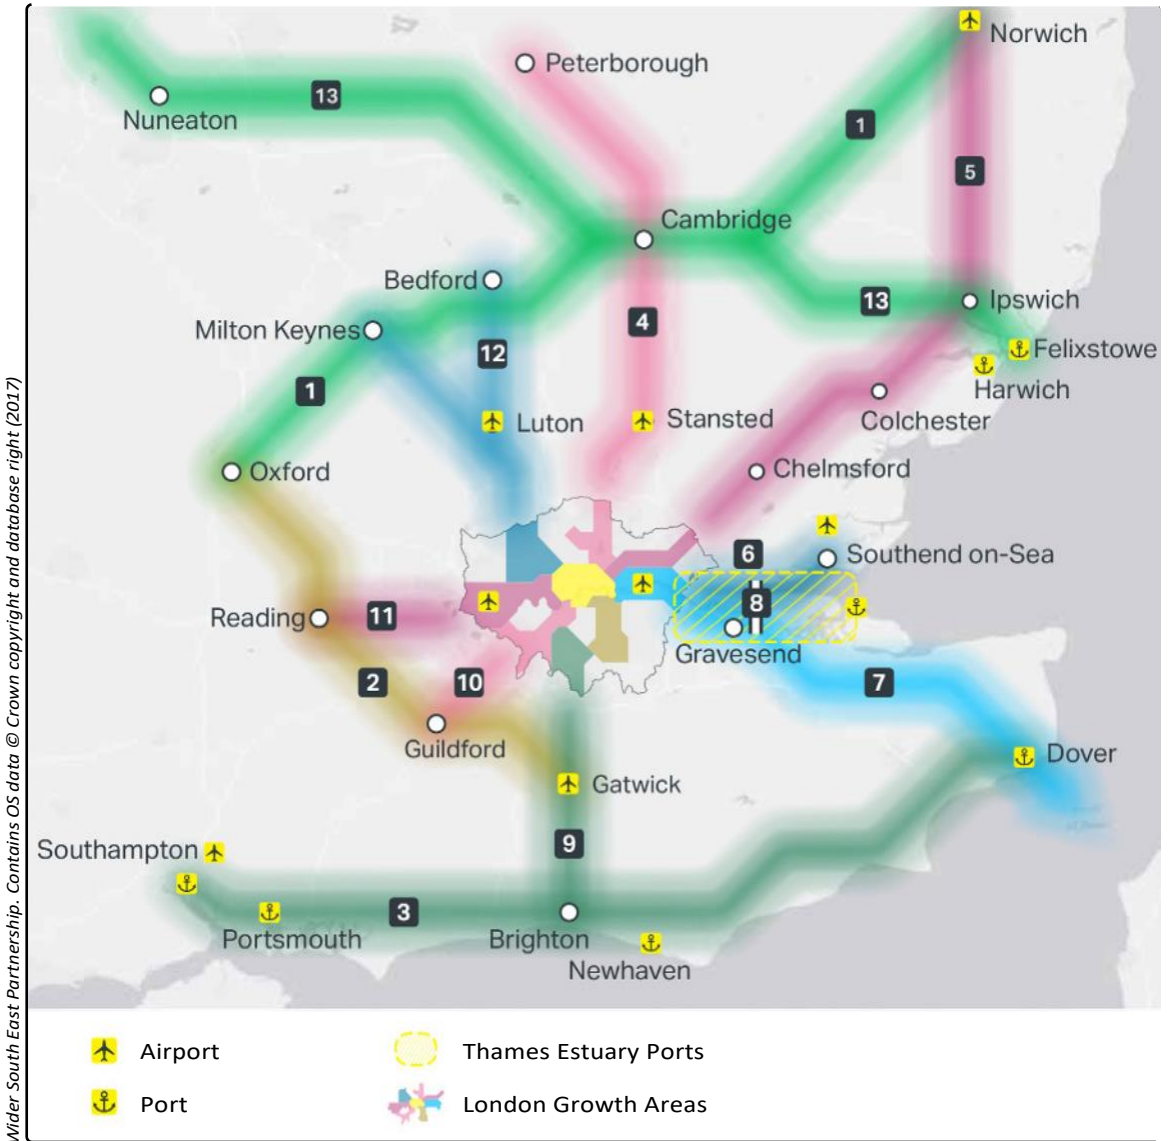 Norwich
Peterborough
13
Nuneaton
1
5
Cambridge
Bedford
13
Ipswich
Milton Keynes
4
Felixstowe
12
Harwich
1
Luton
Stansted
Colchester
Oxford
Chelmsford
6
Southend on-Sea
8
Reading
11
Gravesend
2
10
7
Guildford
Dover
Gatwick
9
Southampton
3
Portsmouth
Brighton
Newhaven
Airport
Thames Estuary Ports
Port
London Growth Areas
Wider South East Partnership. Contains OS data © Crown copyright and database right (2017)